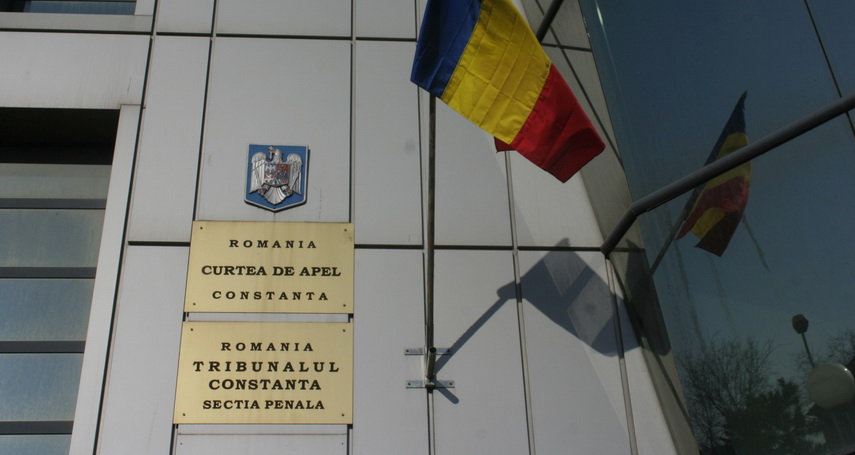 ROMANIA
CURTEA DE APEL
CONSTANTA
ROMANIA
TRIBUNALUL
CONSTANTA
SECTIA PENALA